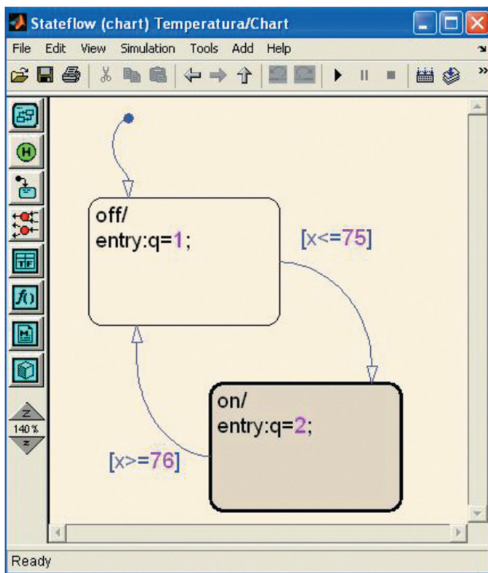 Stateflow (chart) Temperatura/Chart
File Edit View Simulation Tools Add Help
»
H
TF
f()
M
Z
140%
z
off/
entry:q=1;
[x<=75]
on/
entry:q=2;
[x>=76]
Ready